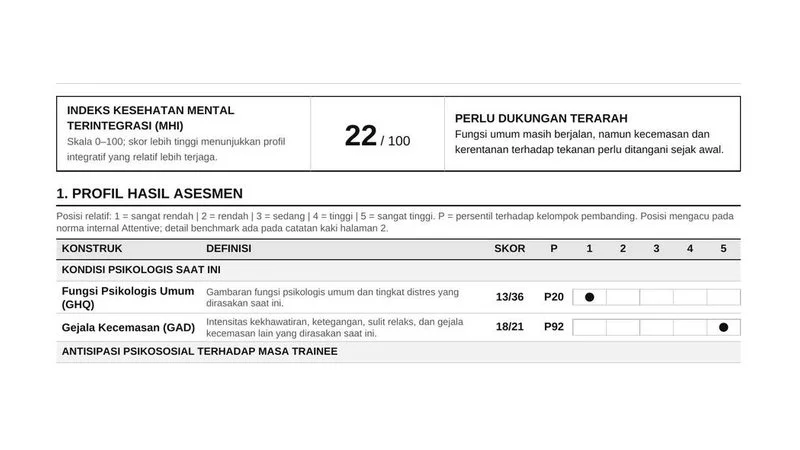 INDEKS KESEHATAN MENTAL
TERINTEGRASI (MHI)
Skala 0–100; skor lebih tinggi menunjukkan profil
integratif yang relatif lebih terjaga.
22 / 100
PERLU DUKUNGAN TERARAH
Fungsi umum masih berjalan, namun kecemasan dan
kerentanan terhadap tekanan perlu ditangani sejak awal.
1. PROFIL HASIL ASESMEN
Posisi relatif: 1 = sangat rendah | 2 = rendah | 3 = sedang | 4 = tinggi | 5 = sangat tinggi. P = persentil terhadap kelompok pembanding. Posisi mengacu pada
norma internal Attentive; detail benchmark ada pada catatan kaki halaman 2.
KONSTRUK DEFINISI SKOR P 1 2 3 4 5
KONDISI PSIKOLOGIS SAAT INI
Fungsi Psikologis Umum
(GHQ)
Gambaran fungsi psikologis umum dan tingkat distres yang
dirasakan saat ini.
13/36 P20
Gejala Kecemasan (GAD)
Intensitas kekhawatiran, ketegangan, sulit relaks, dan gejala
kecemasan lain yang dirasakan saat ini.
18/21 P92
ANTISIPASI PSIKOSOSIAL TERHADAP MASA TRAINEE